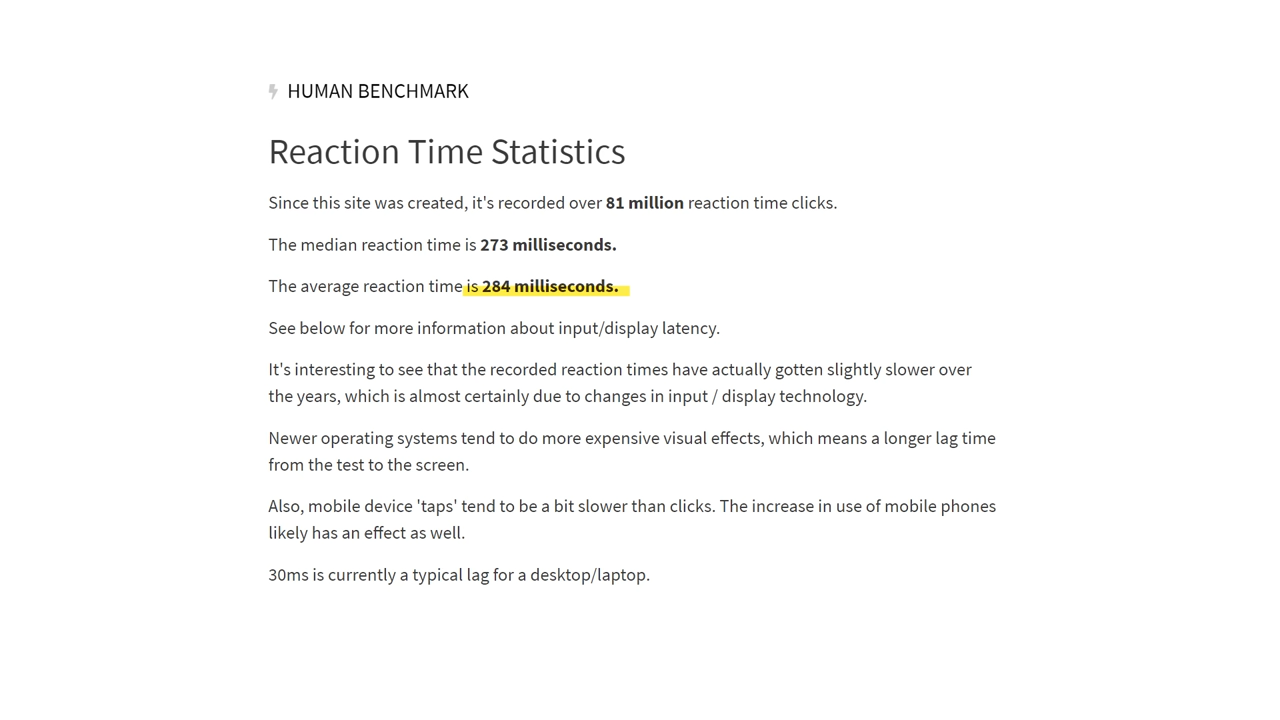 HUMAN BENCHMARK
Reaction Time Statistics
Since this site was created, it's recorded over 81 million reaction time clicks.
The median reaction time is 273 milliseconds.
The average reaction time is 284 milliseconds.
See below for more information about input/display latency.
It's interesting to see that the recorded reaction times have actually gotten slightly slower over
the years, which is almost certainly due to changes in input / display technology.
Newer operating systems tend to do more expensive visual effects, which means a longer lag time
from the test to the screen.
Also, mobile device 'taps' tend to be a bit slower than clicks. The increase in use of mobile phones
likely has an effect as well.
30ms is currently a typical lag for a desktop/laptop.